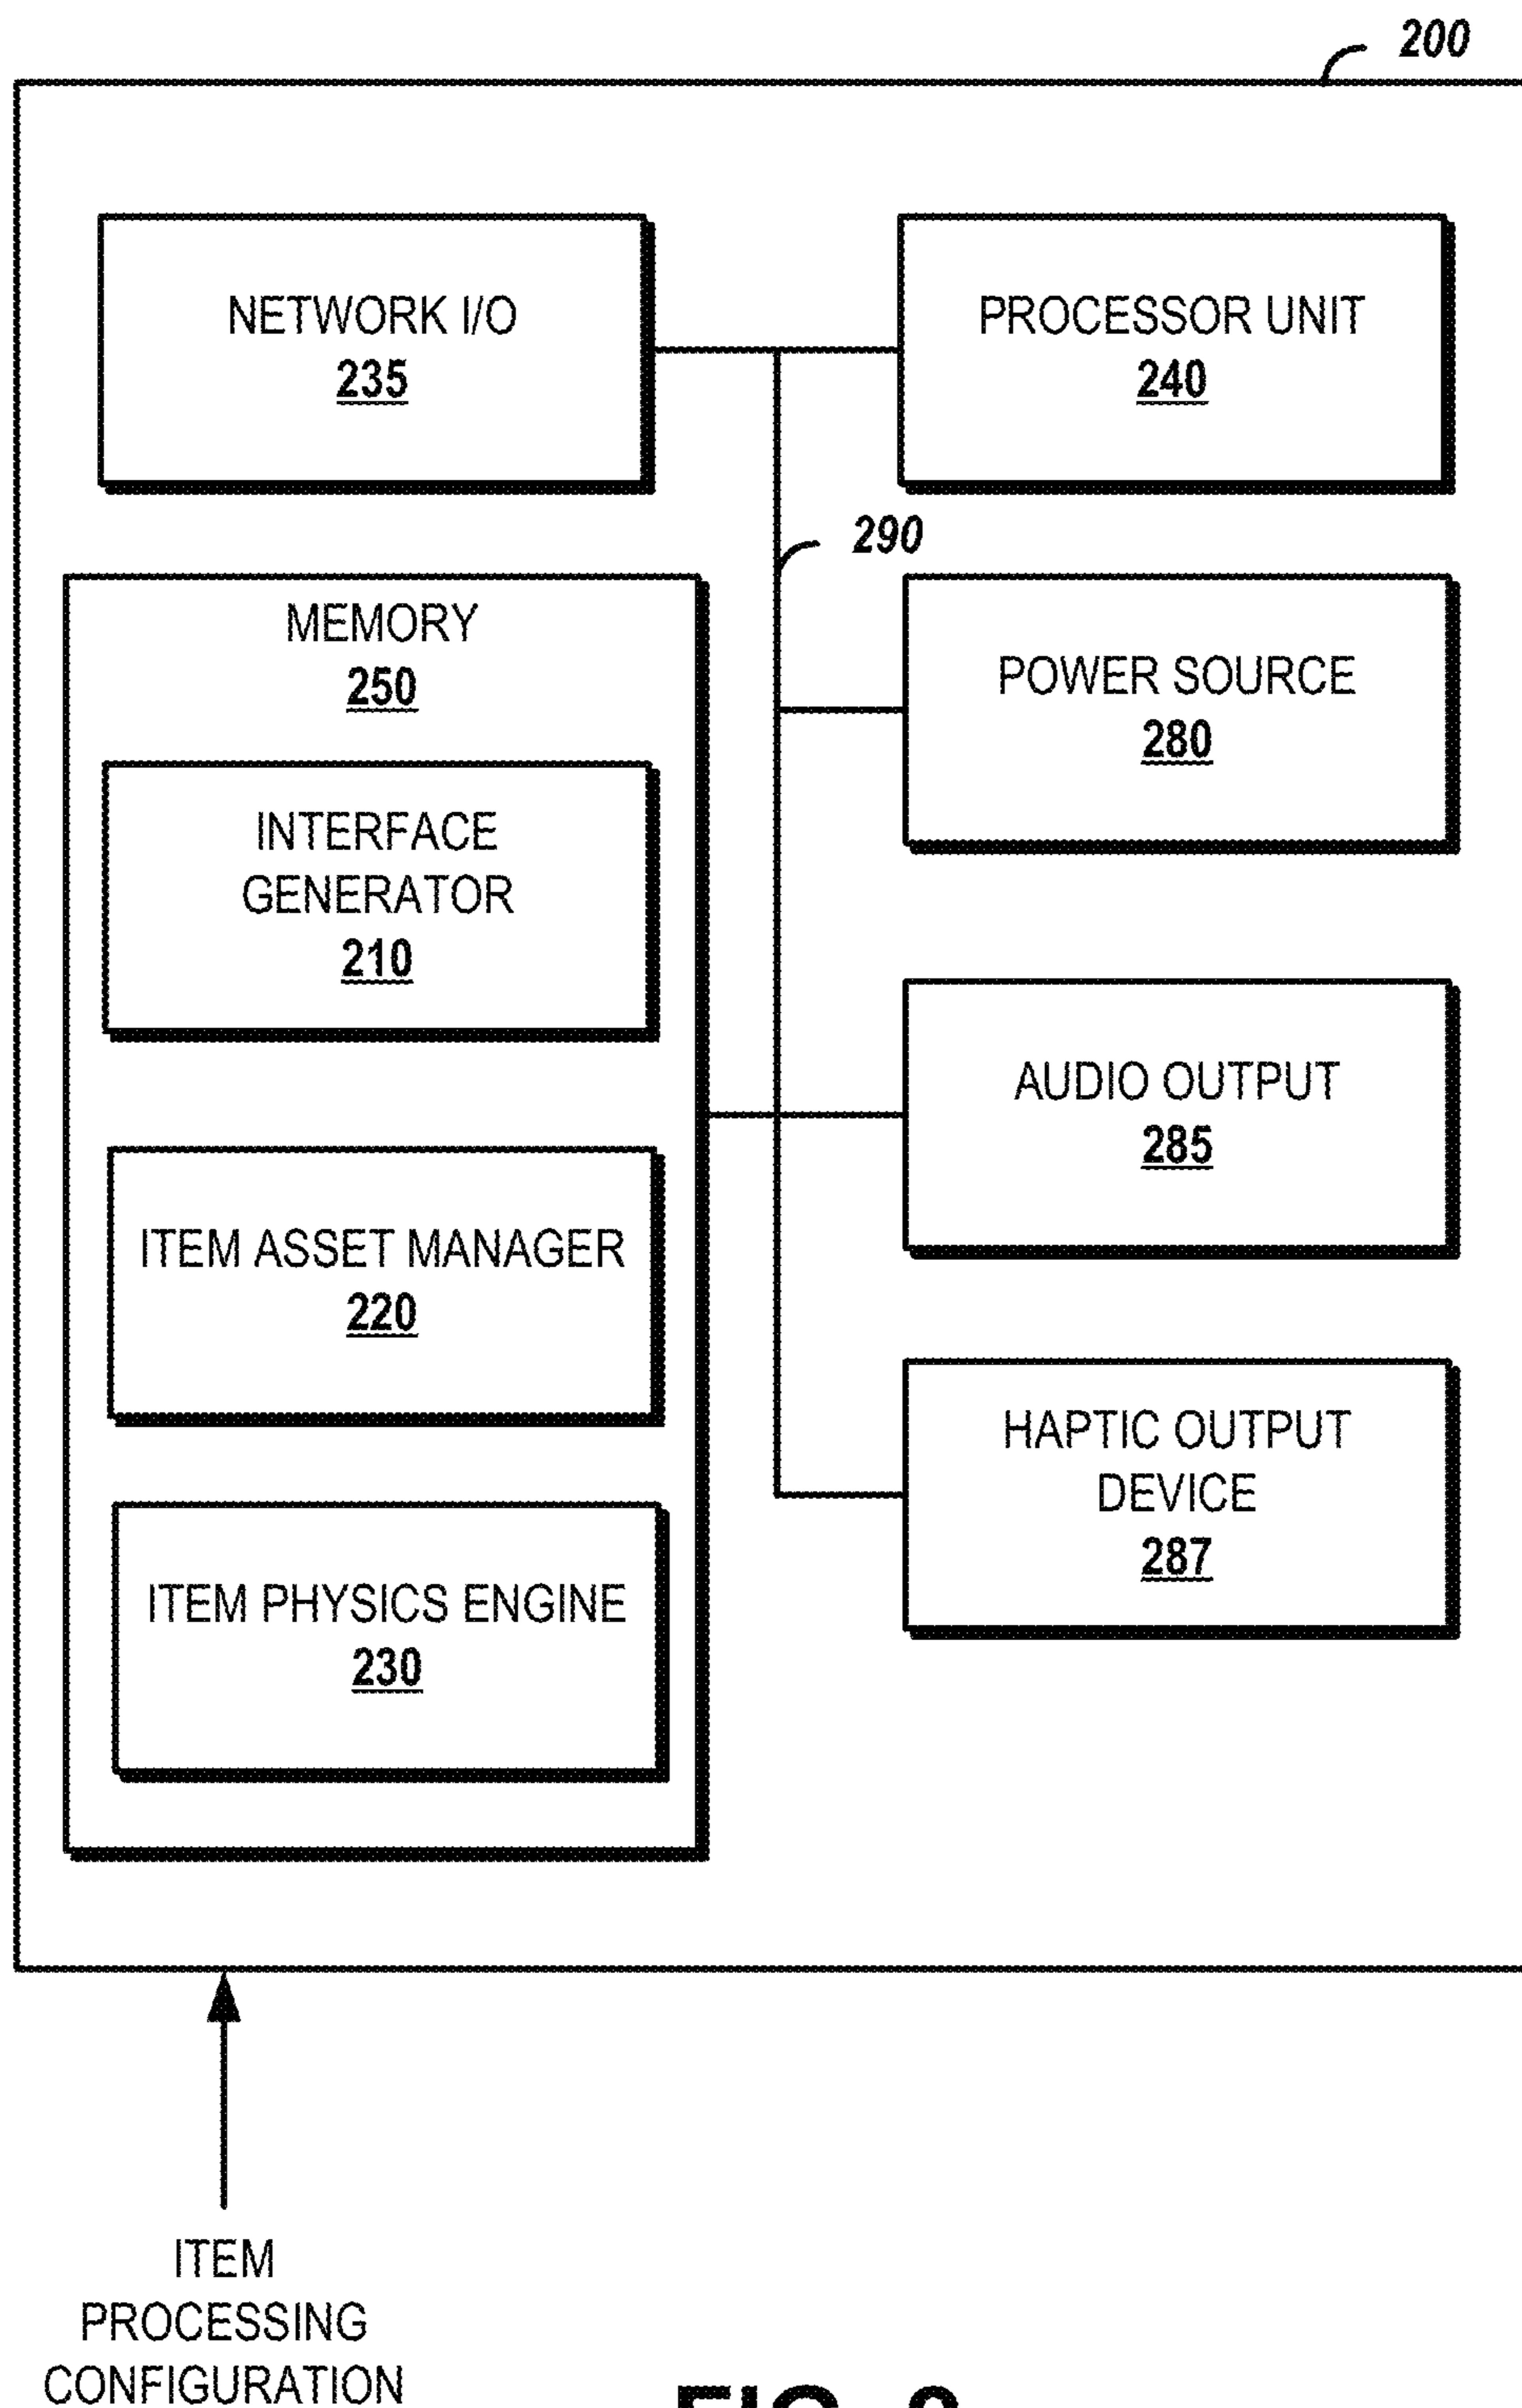 200
NETWORK I/O
235
PROCESSOR UNIT
240
290
MEMORY
250
POWER SOURCE
280
INTERFACE
GENERATOR
210
AUDIO OUTPUT
285
ITEM ASSET MANAGER
220
HAPTIC OUTPUT
DEVICE
287
ITEM PHYSICS ENGINE
230
ITEM
PROCESSING
CONFIGURATION
FIG.